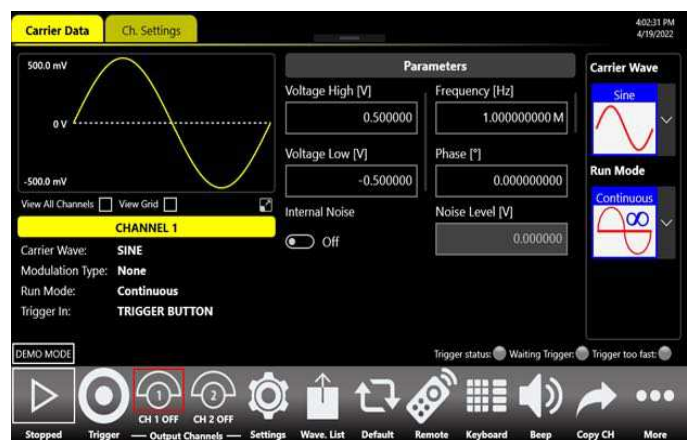 Carrier Data
Ch. Settings
4:02:31 PM
4/19/2022
500.0 mV
0 V
-500.0 mV
View All Channels
View Grid
CHANNEL 1
Carrier Wave: SINE
Modulation Type: None
Run Mode: Continuous
Trigger In: TRIGGER BUTTON
Parameters
Voltage High [V]
0.500000
Frequency [Hz]
1.000000000 M
Voltage Low [V]
-0.500000
Phase [°]
0.000000000
Internal Noise
Off
Noise Level [V]
0.000000
Carrier Wave
Sine
Run Mode
Continuous
DEMO MODE
Trigger status: Waiting Trigger: Trigger too fast:
1
2
CH 1 OFF CH 2 OFF
Stopped Trigger Output Channels Settings Wave. List Default Remote Keyboard Beep Copy CH More